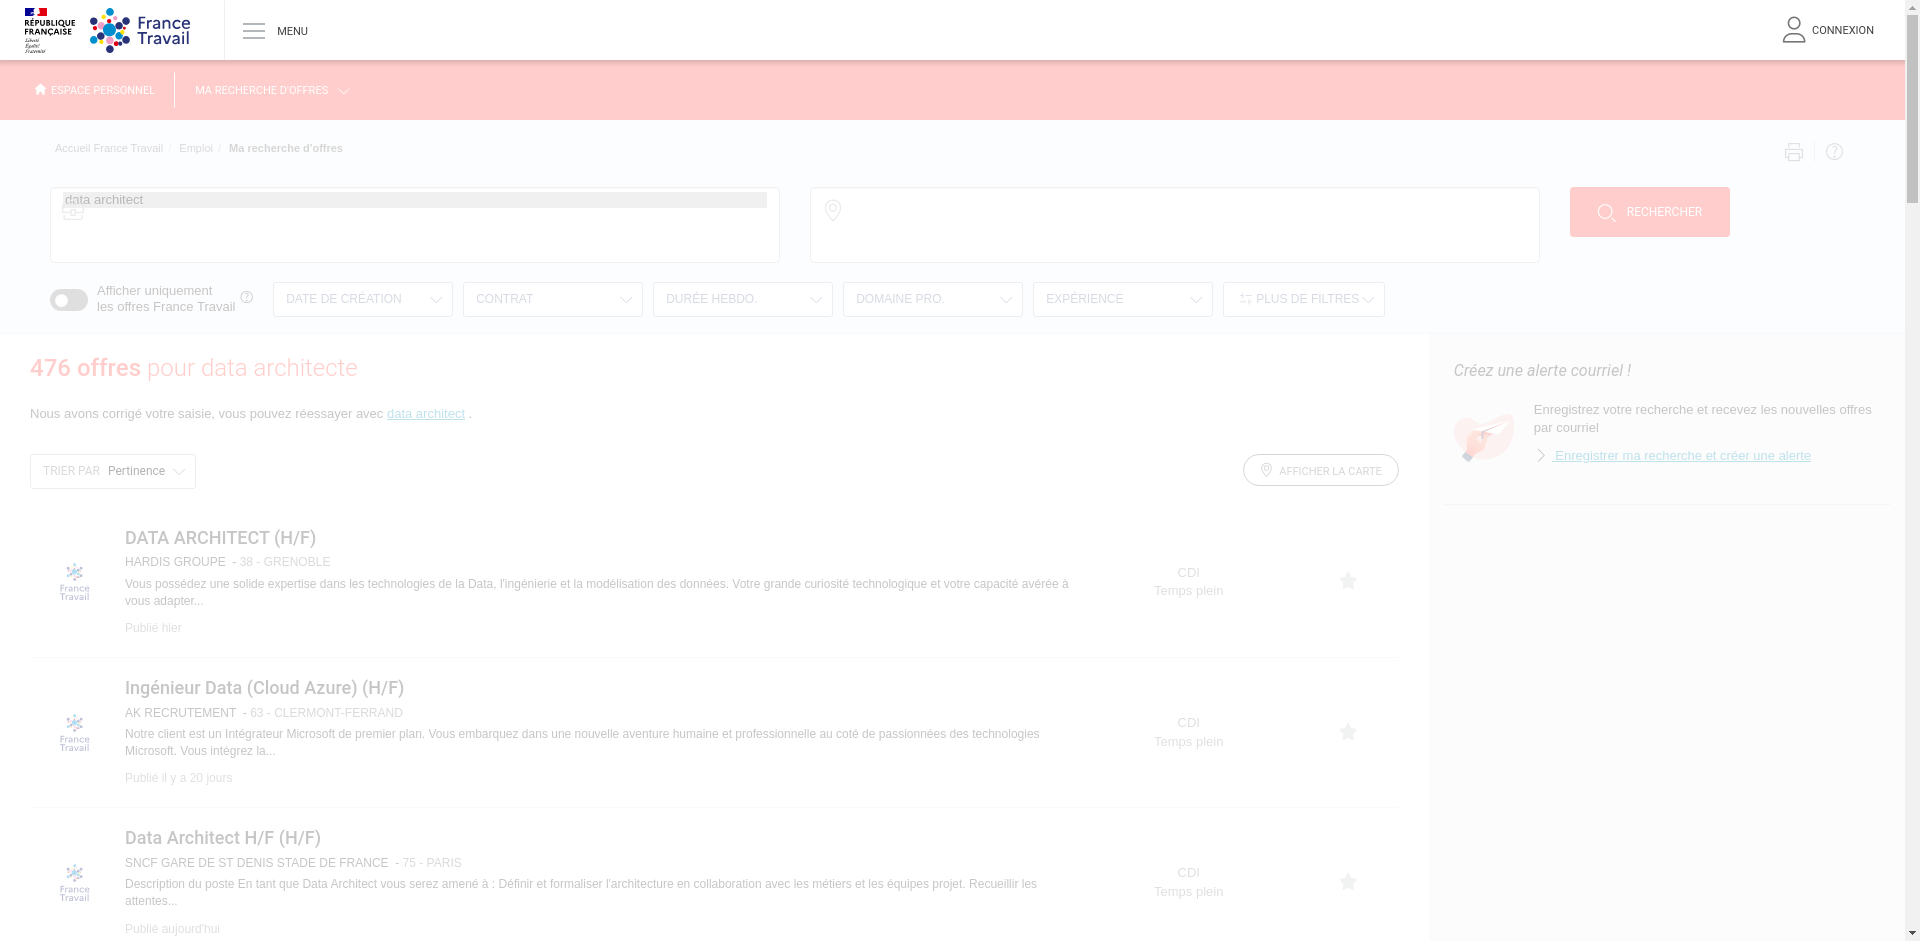 RÉPUBLIQUE
FRANÇAISE
Liberté
Égalité
Fraternité
France
Travail
MENU
CONNEXION
ESPACE PERSONNEL
MA RECHERCHE D'OFFRES
Accueil France Travail / Emploi / Ma recherche d'offres
data architect
RECHERCHER
Afficher uniquement
les offres France Travail
DATE DE CRÉATION
CONTRAT
DURÉE HEBDO.
DOMAINE PRO.
EXPÉRIENCE
PLUS DE FILTRES
476 offres pour data architecte
Nous avons corrigé votre saisie, vous pouvez réessayer avec data architect .
TRIER PAR Pertinence
AFFICHER LA CARTE
Créez une alerte courriel !
Enregistrez votre recherche et recevez les nouvelles offres
par courriel
Enregistrer ma recherche et créer une alerte
DATA ARCHITECT (H/F)
HARDIS GROUPE - 38 - GRENOBLE
Vous possédez une solide expertise dans les technologies de la Data, l'ingénierie et la modélisation des données. Votre grande curiosité technologique et votre capacité avérée à
vous adapter...
Publié hier
CDI
Temps plein
France
Travail
Ingénieur Data (Cloud Azure) (H/F)
AK RECRUTEMENT - 63 - CLERMONT-FERRAND
Notre client est un Intégrateur Microsoft de premier plan. Vous embarquez dans une nouvelle aventure humaine et professionnelle au coté de passionnées des technologies
Microsoft. Vous intégrez la...
Publié il y a 20 jours
CDI
Temps plein
France
Travail
Data Architect H/F (H/F)
SNCF GARE DE ST DENIS STADE DE FRANCE - 75 - PARIS
Description du poste En tant que Data Architect vous serez amené à : Définir et formaliser l'architecture en collaboration avec les métiers et les équipes projet. Recueillir les
attentes...
Publié aujourd'hui
CDI
Temps plein
France
Travail